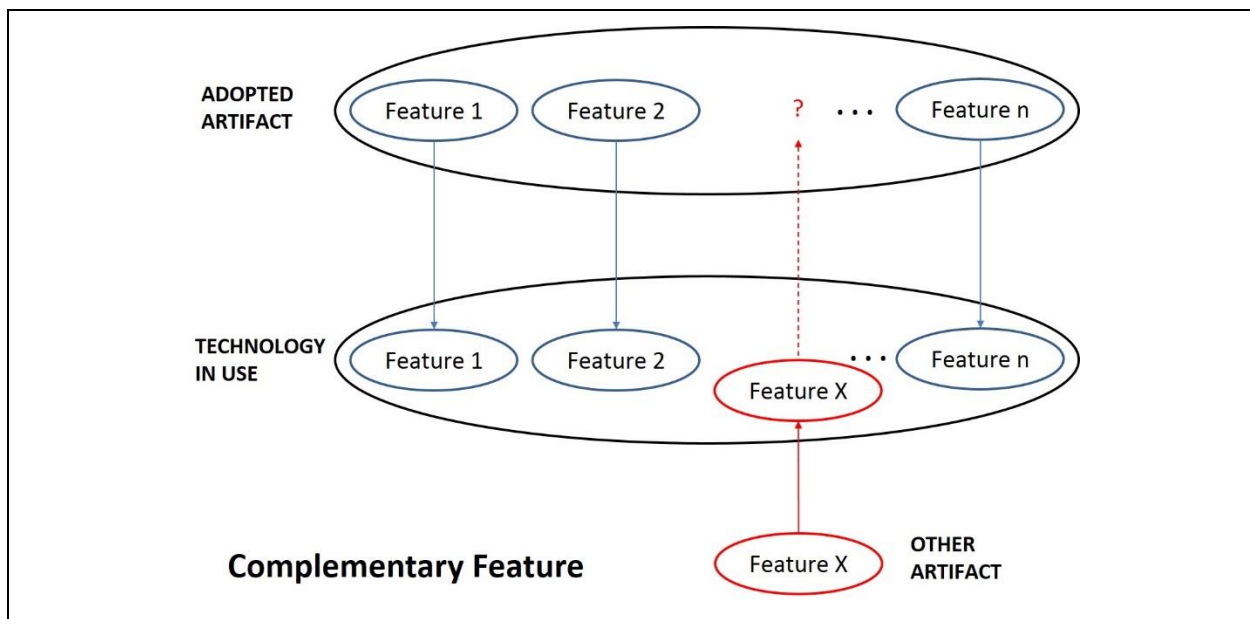 ADOPTED
ARTIFACT
Feature 1
Feature 2
?
...
Feature n
TECHNOLOGY
IN USE
Feature 1
Feature 2
Feature X
...
Feature n
Complementary Feature
Feature X
OTHER
ARTIFACT